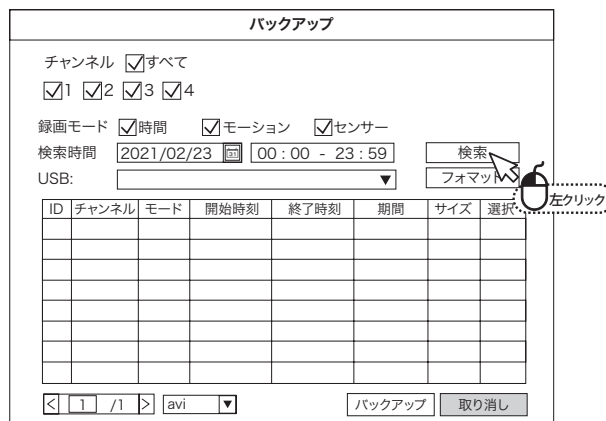 バックアップ
チャンネル すべて
1 2 3 4
録画モード 時間 モーション センサー
検索時間 2021/02/23 31 00:00 - 23:59 検索
USB: フォマット
左クリック
ID チャンネル モード 開始時刻 終了時刻 期間 サイズ 選択
< 1 /1 > avi バックアップ 取り消し